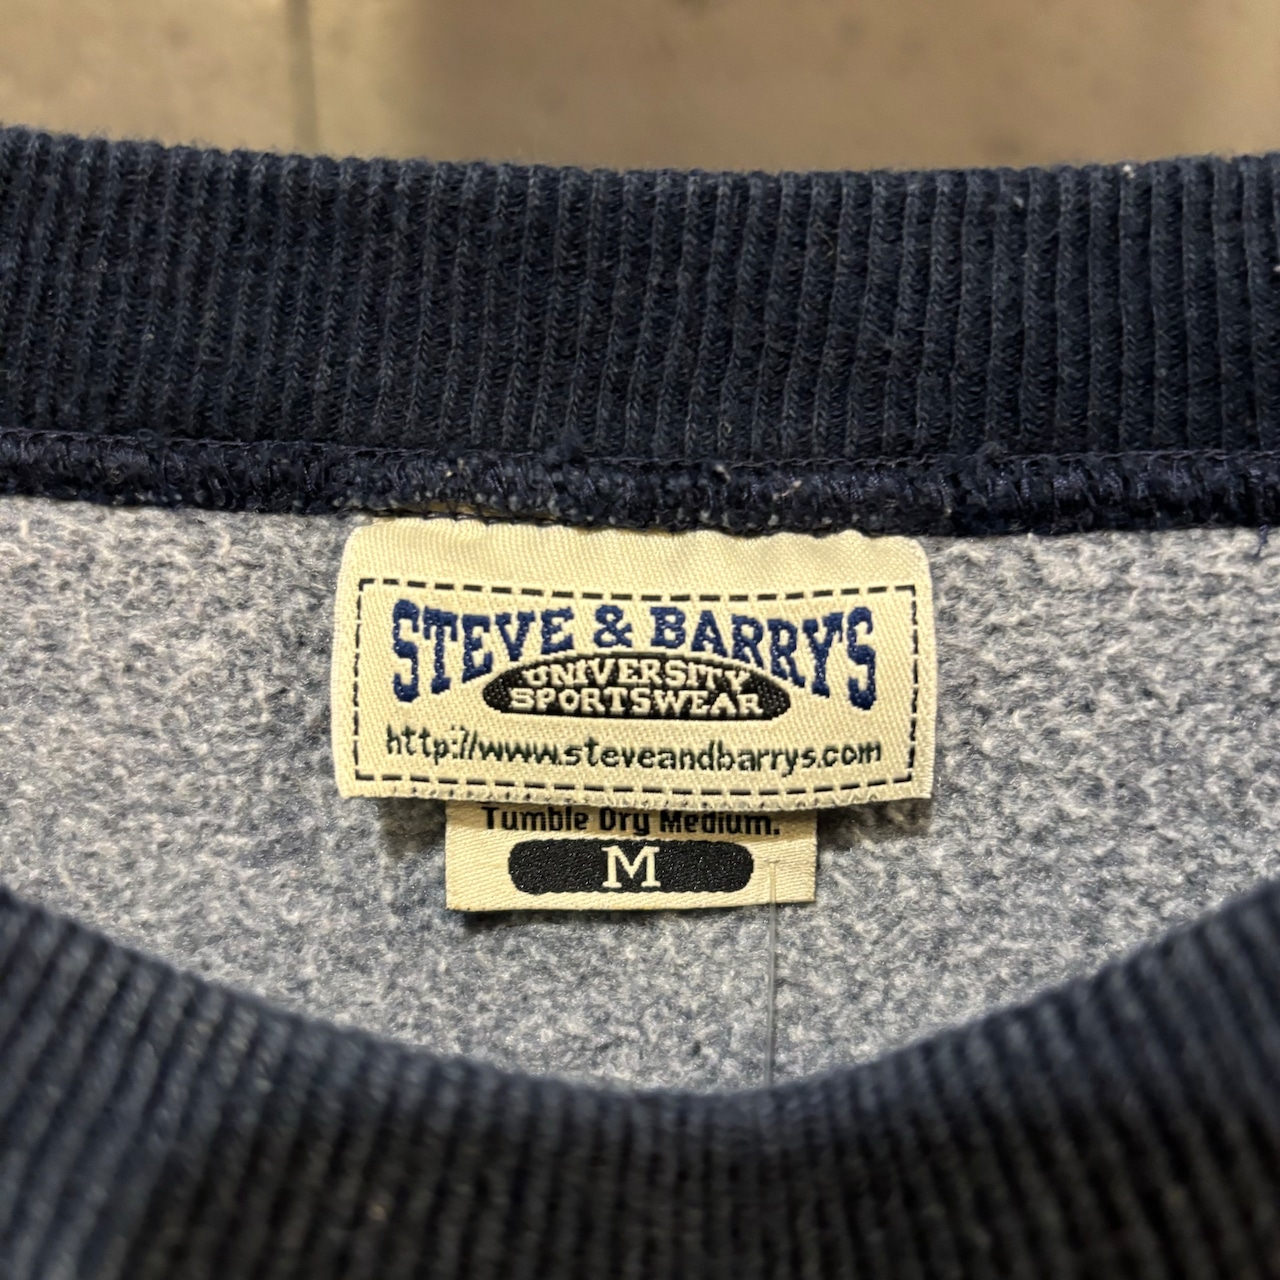 STEVE & BARRY'S
UNIVERSITY
SPORTSWEAR
http://www.steveandbarrys.com
Tumble Dry Medium.
M